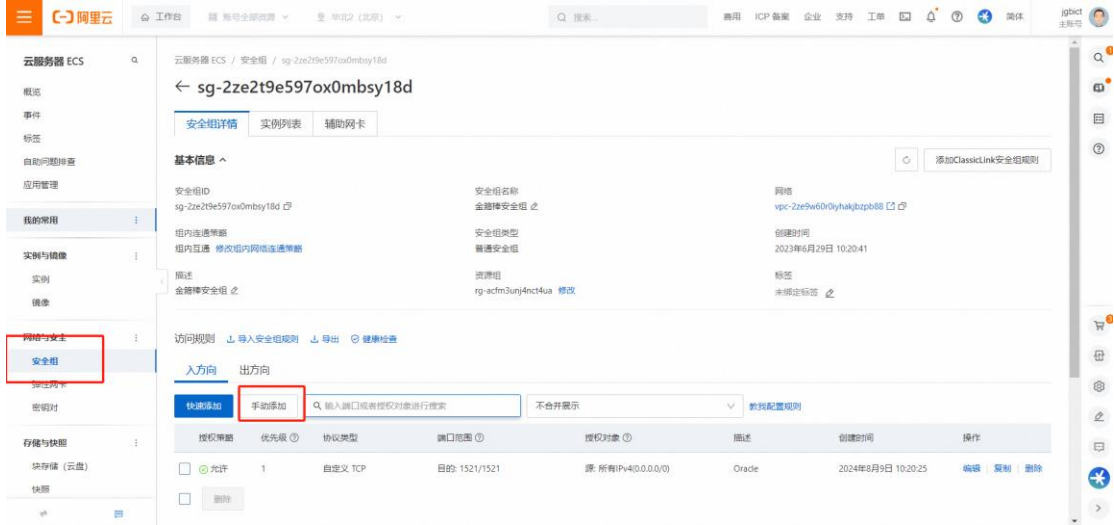 阿里云 工作台 账号全部资源 华北2（北京） 搜索... 费用 ICP 备案 企业 支持 工单 简体 jgbict
主账号
云服务器 ECS
概览
事件
标签
自助问题排查
应用管理
我的常用
实例与镜像
实例
镜像
网络与安全
安全组
弹性网卡
密钥对
存储与快照
块存储（云盘）
快照
云服务器 ECS / 安全组 / sg-2ze2t9e597ox0mbsy18d
← sg-2ze2t9e597ox0mbsy18d
安全组详情 实例列表 辅助网卡
基本信息 添加ClassicLink安全组规则
安全组ID 安全组名称 网络
sg-2ze2t9e597ox0mbsy18d 金箍棒安全组 vpc-2ze9w60r0iyhakjbzpb88
组内连通策略 安全组类型 创建时间
组内互通 修改组内网络连通策略 普通安全组 2023年6月29日 10:20:41
描述 资源组 标签
金箍棒安全组 rg-acfm3unj4nct4ua 修改 未绑定标签
访问规则 导入安全组规则 导出 健康检查
入方向 出方向
快速添加 手动添加 输入端口或者授权对象进行搜索 不合并展示 教我配置规则
授权策略 优先级 协议类型 端口范围 授权对象 描述 创建时间 操作
允许 1 自定义 TCP 目的: 1521/1521 源: 所有IPv4(0.0.0.0/0) Oracle 2024年8月9日 10:20:25 编辑 复制 删除
删除